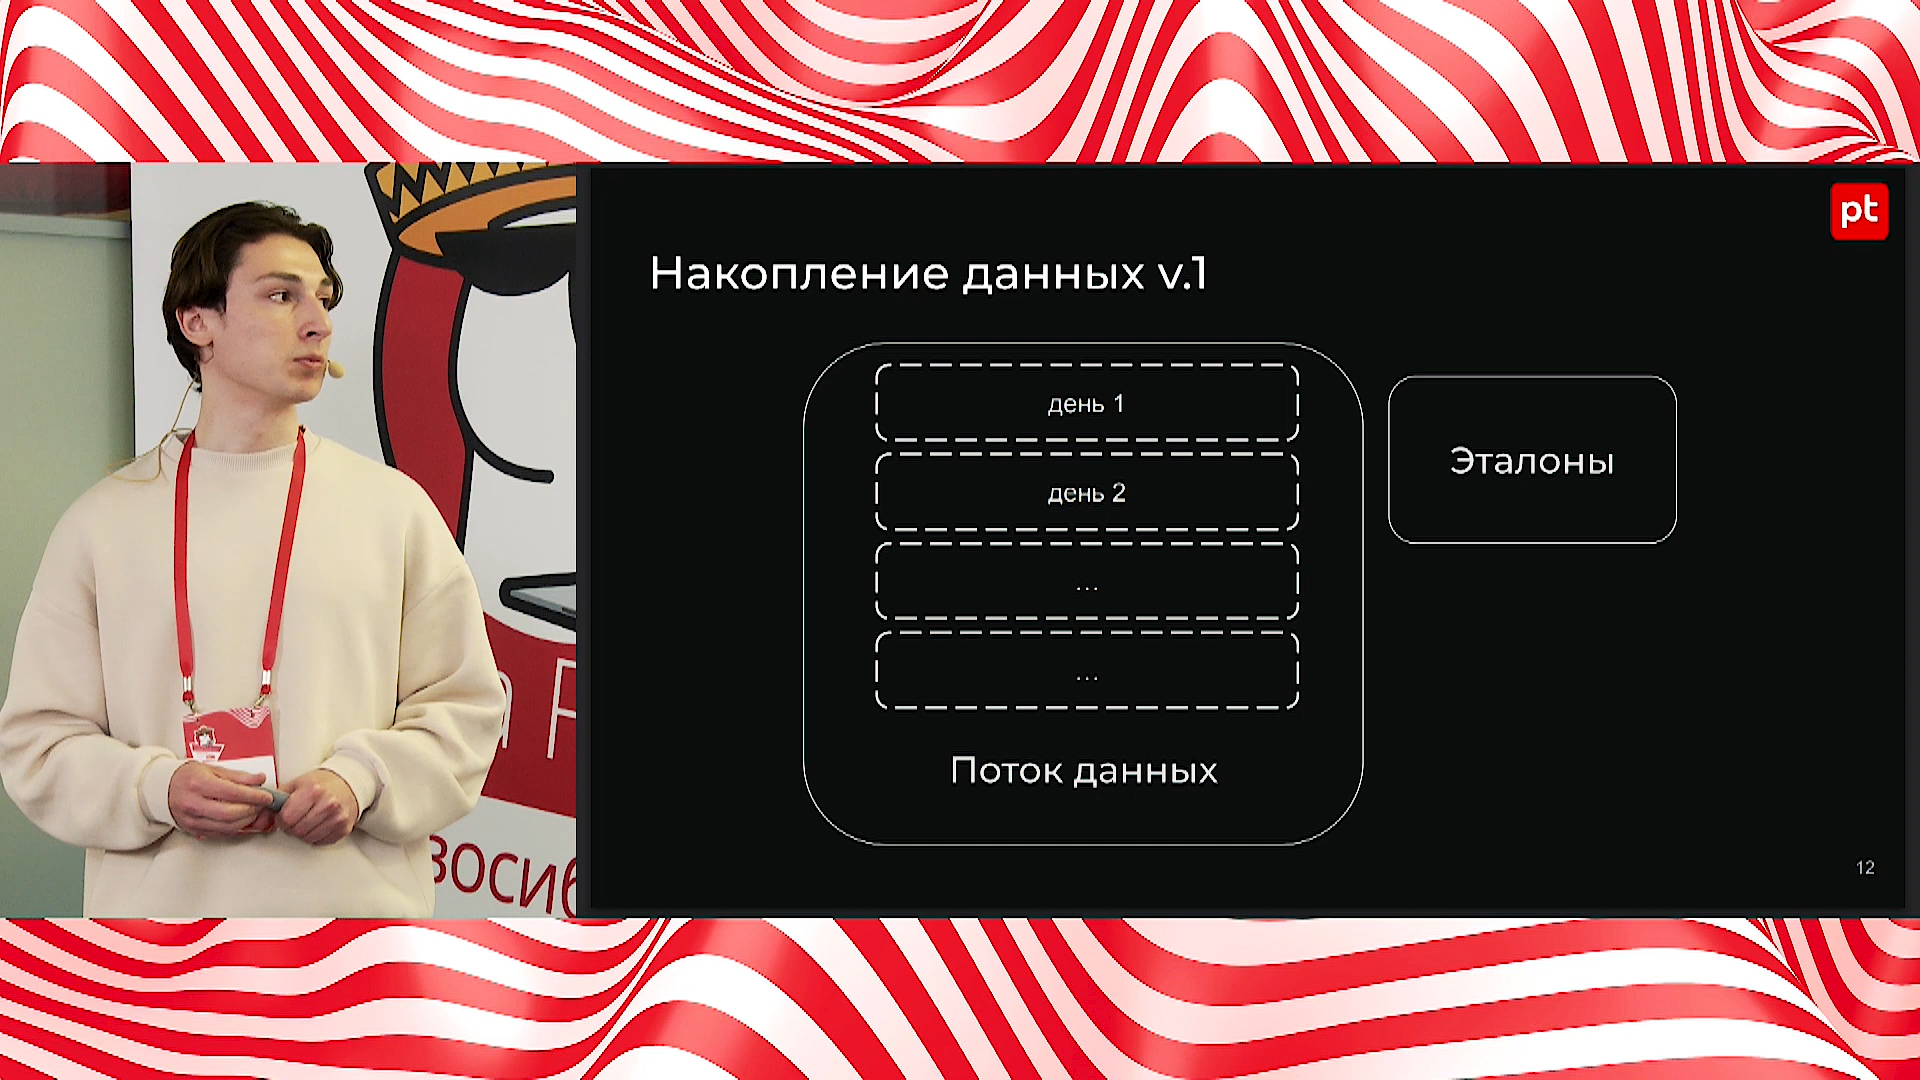 pt
Накопление данных v.1
день 1
день 2
...
...
Поток данных
Эталоны
12